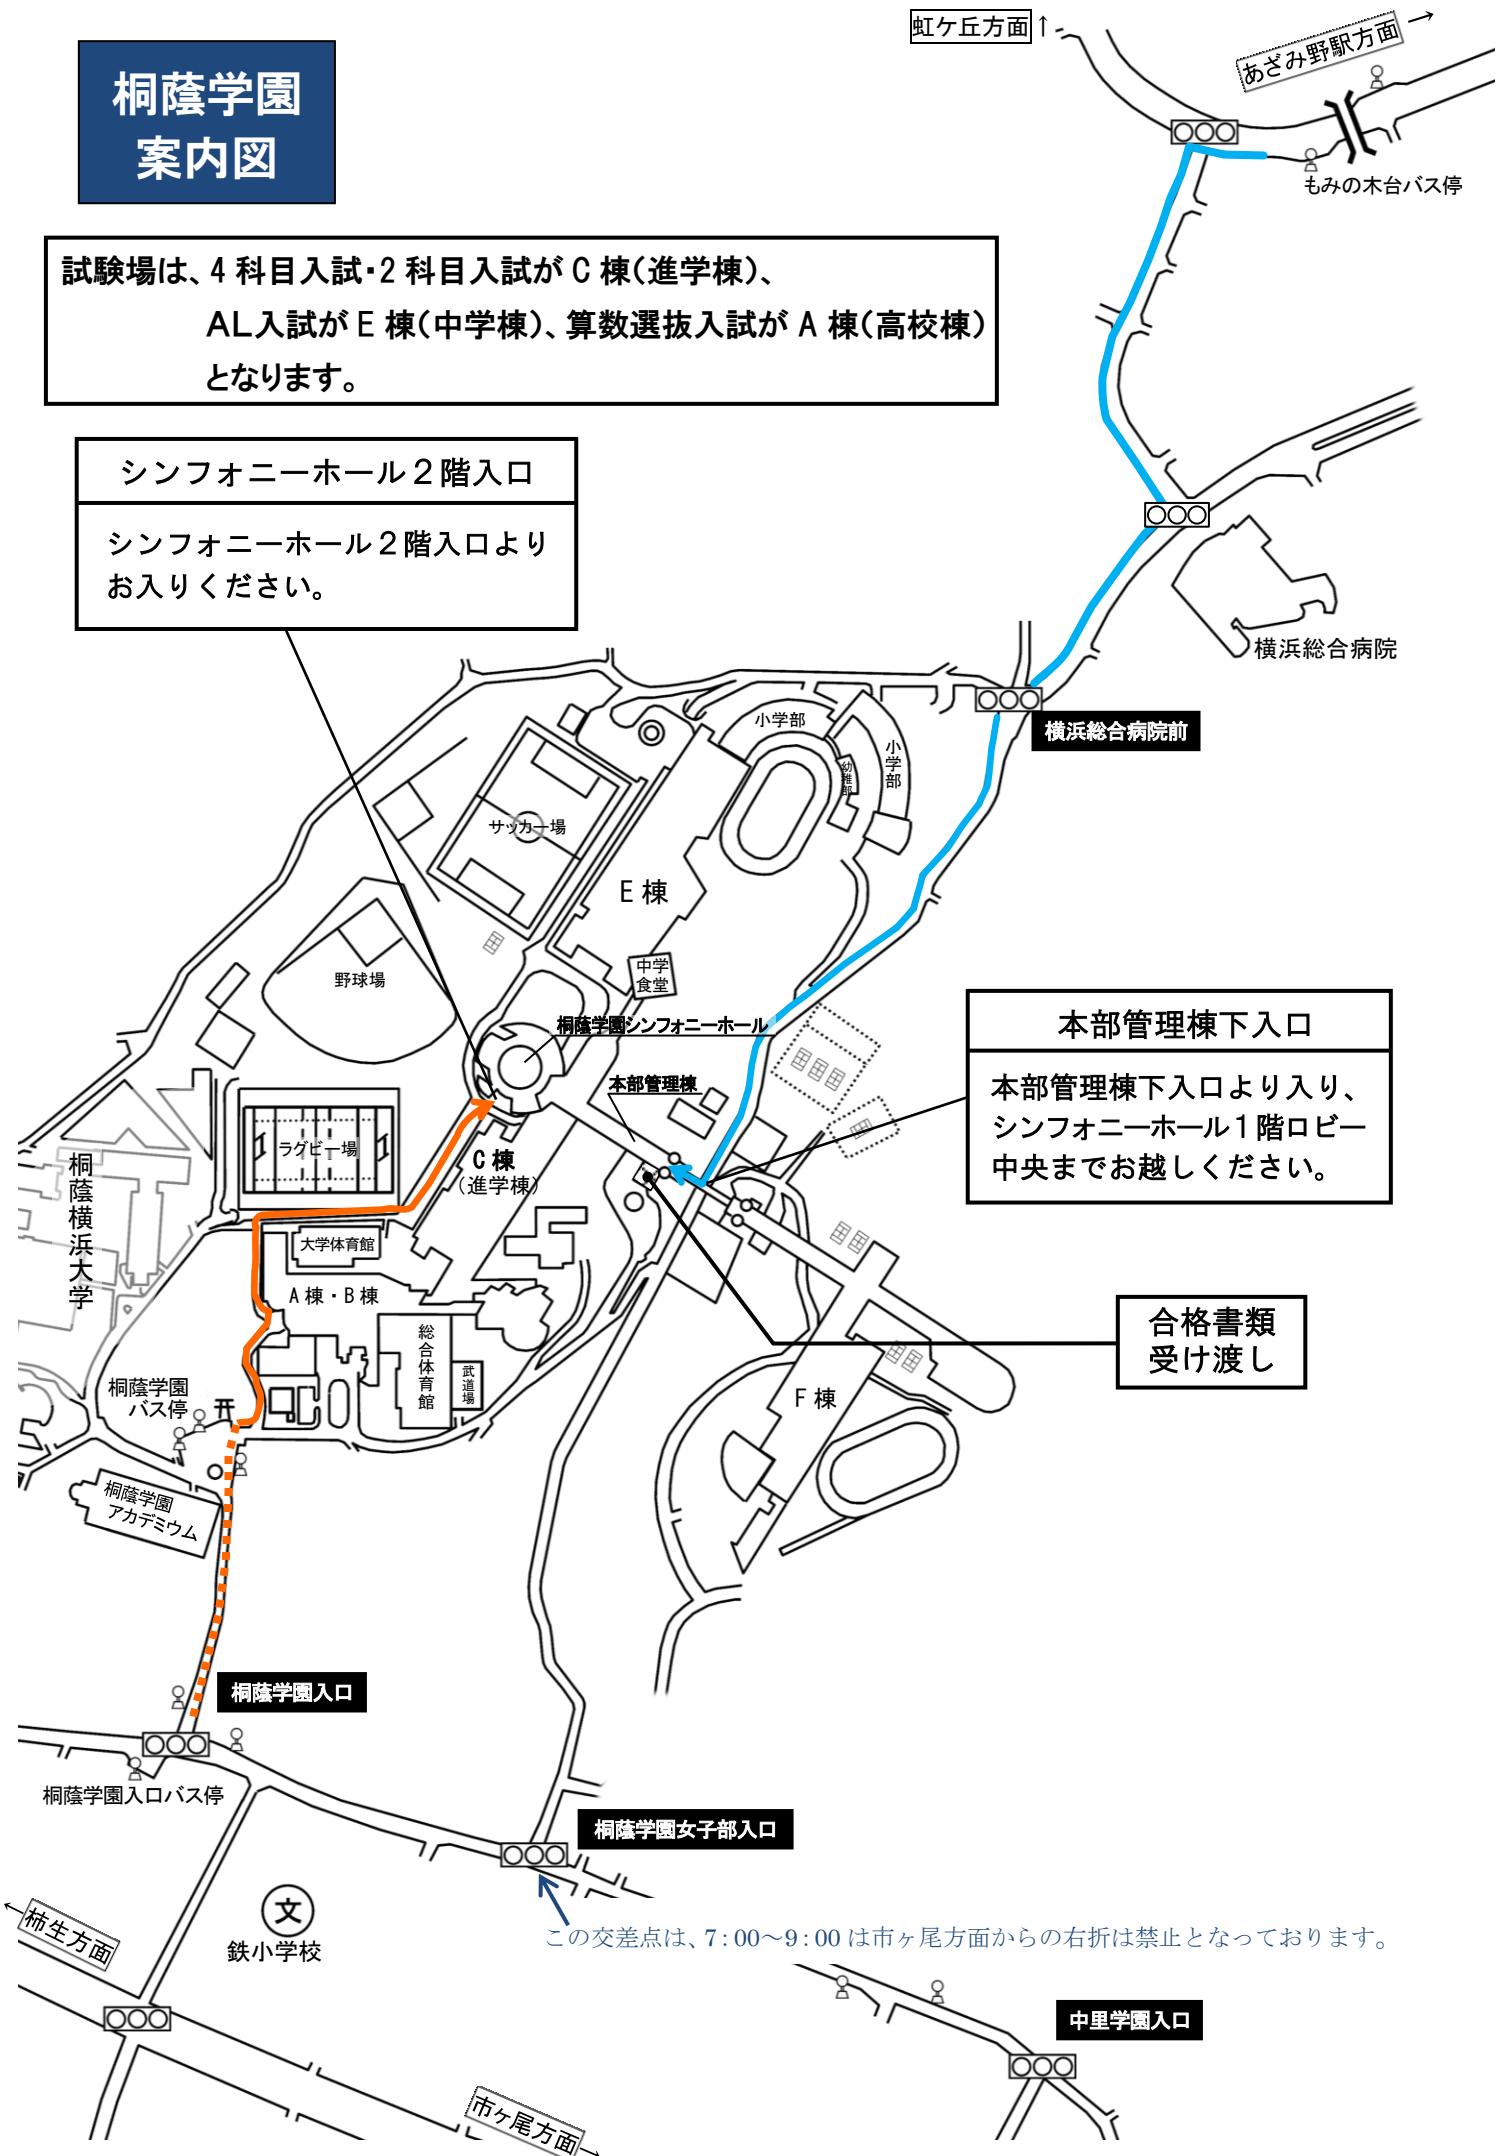 桐蔭学園
案内図
虹ケ丘方面 ↑
あざみ野駅方面 →
もみの木台バス停
試験場は、4 科目入試・2 科目入試が C 棟(進学棟)、
AL入試が E 棟(中学棟)、算数選抜入試が A 棟(高校棟)
となります。
シンフォニーホール2階入口
シンフォニーホール2階入口より
お入りください。
横浜総合病院
横浜総合病院前
小学部
小学部
幼稚部
サッカー場
E 棟
中学
食堂
野球場
桐蔭学園シンフォニーホール
本部管理棟
本部管理棟下入口
本部管理棟下入口より入り、
シンフォニーホール1階ロビー
中央までお越しください。
ラグビー場
C 棟
(進学棟)
桐蔭横浜大学
大学体育館
A 棟・B 棟
総合体育館
武道場
合格書類
受け渡し
F 棟
桐蔭学園
バス停
桐蔭学園
アカデミウム
桐蔭学園入口
桐蔭学園入口バス停
桐蔭学園女子部入口
この交差点は、7:00～9:00 は市ヶ尾方面からの右折は禁止となっております。
←柿生方面
文
鉄小学校
中里学園入口
市ヶ尾方面→